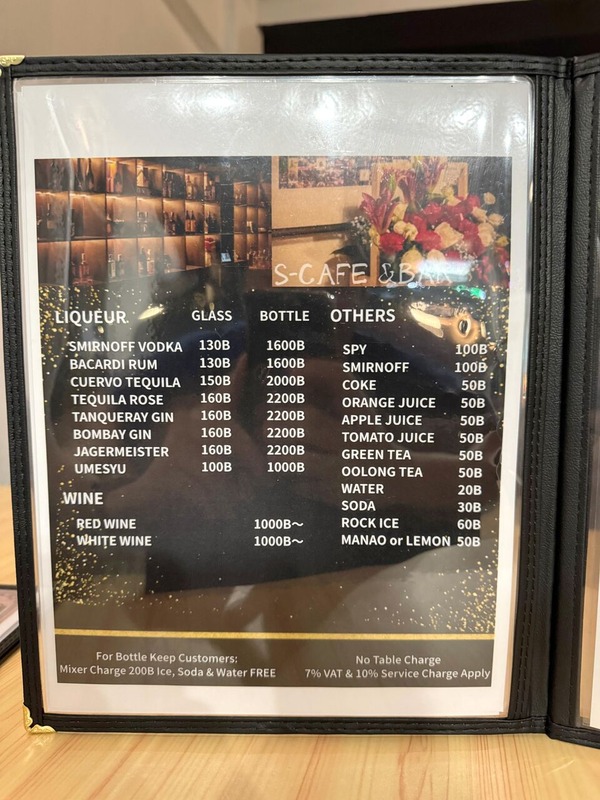 S-CAFE & BAR
LIQUEUR GLASS BOTTLE
SMIRNOFF VODKA 130B 1600B
BACARDI RUM 130B 1600B
CUERVO TEQUILA 150B 2000B
TEQUILA ROSE 160B 2200B
TANQUERAY GIN 160B 2200B
BOMBAY GIN 160B 2200B
JAGERMEISTER 160B 2200B
UMESYU 100B 1000B
WINE
RED WINE 1000B～
WHITE WINE 1000B～
OTHERS
SPY 100B
SMIRNOFF 100B
COKE 50B
ORANGE JUICE 50B
APPLE JUICE 50B
TOMATO JUICE 50B
GREEN TEA 50B
OOLONG TEA 50B
WATER 20B
SODA 30B
ROCK ICE 60B
MANAO or LEMON 50B
For Bottle Keep Customers:
Mixer Charge 200B Ice, Soda & Water FREE
No Table Charge
7% VAT & 10% Service Charge Apply